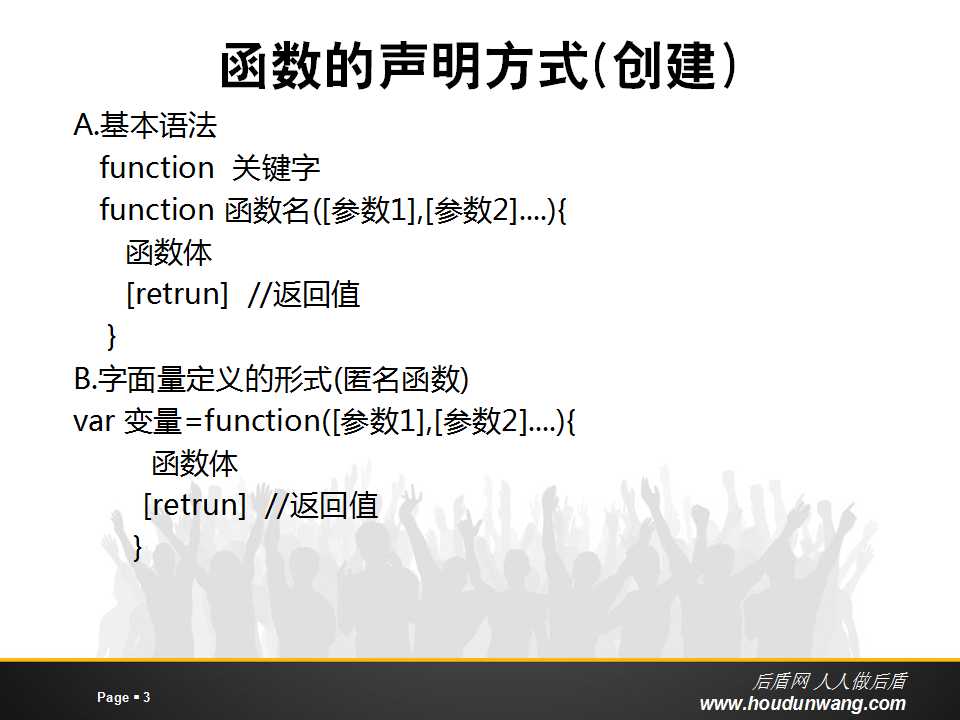 函数的声明方式(创建)
A.基本语法
function 关键字
function 函数名([参数1],[参数2]....){
函数体
[retrun] //返回值
}
B.字面量定义的形式(匿名函数)
var 变量=function([参数1],[参数2]....){
函数体
[retrun] //返回值
}
Page ▪ 3
后盾网 人人做后盾
www.houdunwang.com